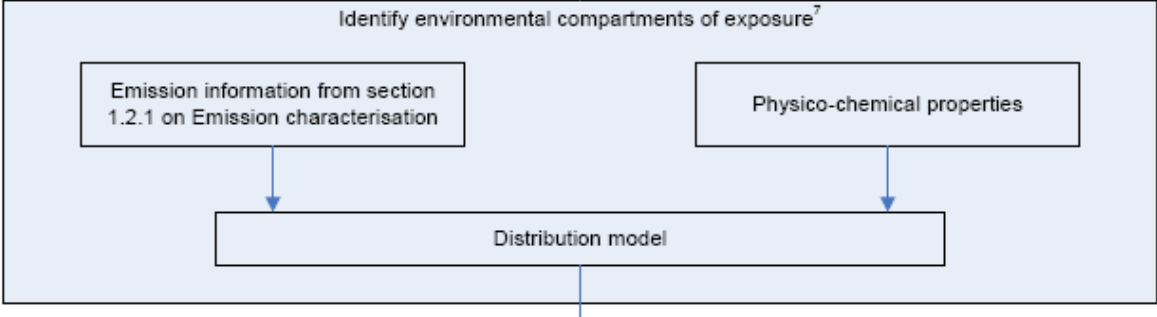 Identify environmental compartments of exposure7
Emission information from section
1.2.1 on Emission characterisation
Physico-chemical properties
Distribution model